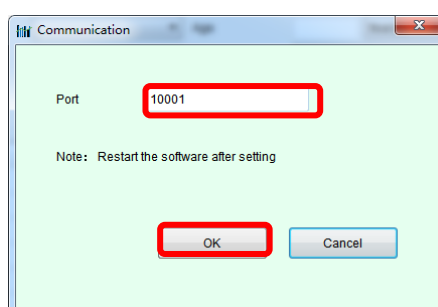 Communication
Port 10001
Note: Restart the software after setting
OK Cancel